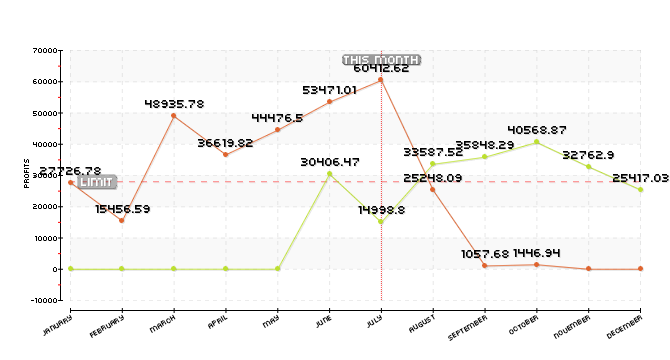 THIS MONTH
70000
60000
50000
40000
30000
20000
10000
0
-10000
PROFITS
LIMIT
27726.78
15456.59
48935.78
36619.82
44476.5
53471.01
60412.62
25248.09
1057.68
1446.94
30406.47
14998.8
33587.52
35848.29
40568.87
32762.9
25417.03
JANUARY
FEBRUARY
MARCH
APRIL
MAY
JUNE
JULY
AUGUST
SEPTEMBER
OCTOBER
NOVEMBER
DECEMBER